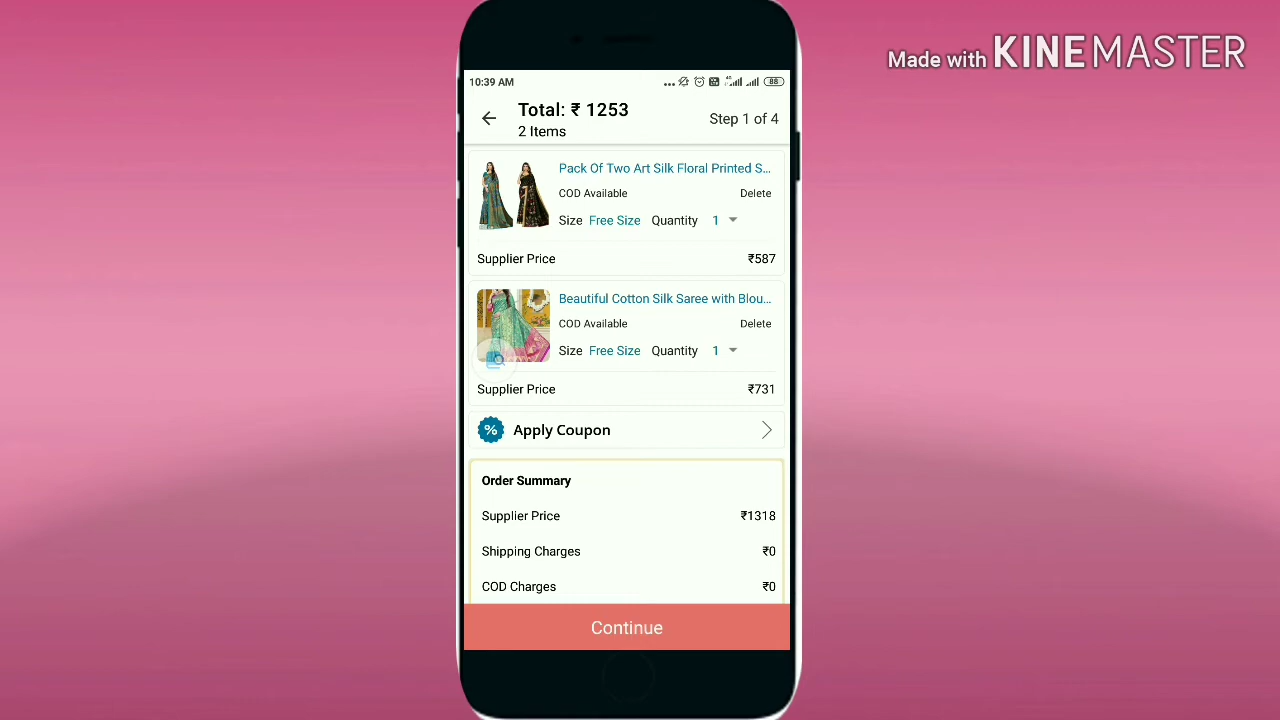 Made with KINEMASTER
10:39 AM
88
Total: ₹ 1253
2 Items
Step 1 of 4
Pack Of Two Art Silk Floral Printed S...
COD Available
Delete
Size Free Size Quantity 1
Supplier Price ₹587
Beautiful Cotton Silk Saree with Blou...
COD Available
Delete
Size Free Size Quantity 1
Supplier Price ₹731
% Apply Coupon
Order Summary
Supplier Price ₹1318
Shipping Charges ₹0
COD Charges ₹0
Continue